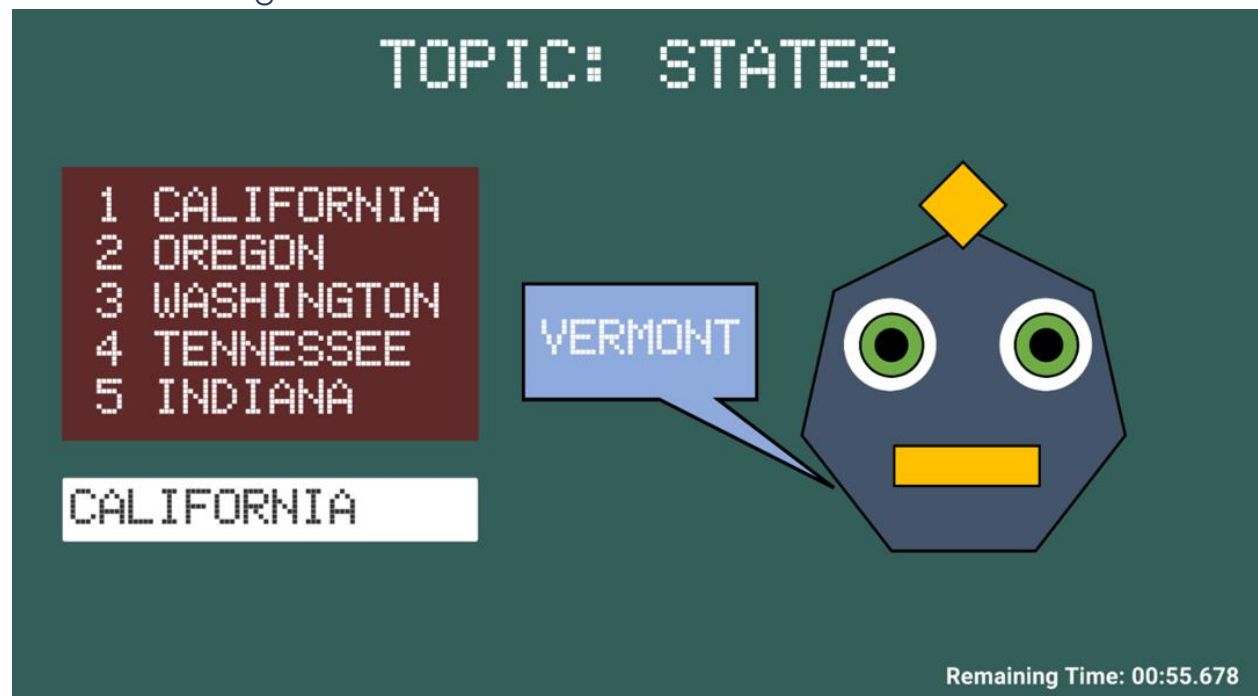 TOPIC: STATES
1 CALIFORNIA
2 OREGON
3 WASHINGTON
4 TENNESSEE
5 INDIANA
VERMONT
CALIFORNIA
Remaining Time: 00:55.678